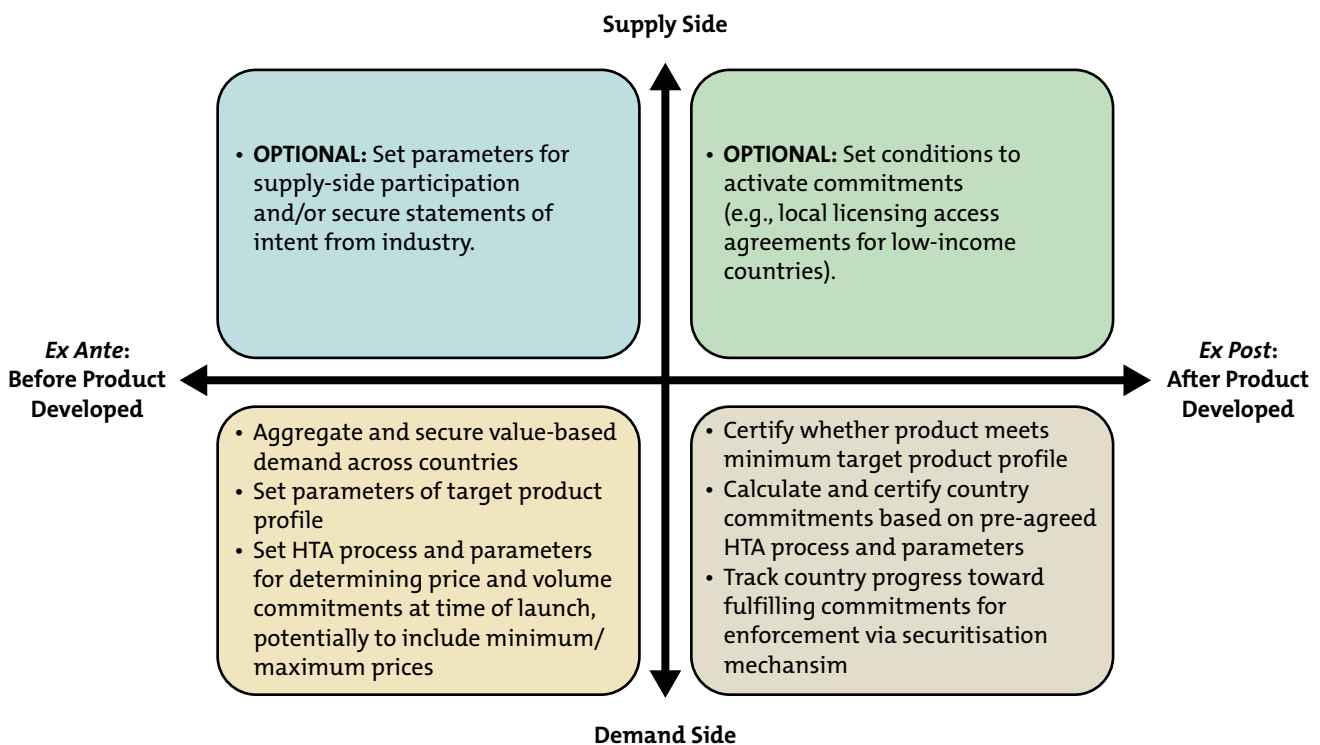 Supply Side
• OPTIONAL: Set parameters for
supply-side participation
and/or secure statements of
intent from industry.
• OPTIONAL: Set conditions to
activate commitments
(e.g., local licensing access
agreements for low-income
countries).
Ex Ante:
Before Product
Developed
Ex Post:
After Product
Developed
• Aggregate and secure value-based
demand across countries
• Set parameters of target product
profile
• Set HTA process and parameters
for determining price and volume
commitments at time of launch,
potentially to include minimum/
maximum prices
• Certify whether product meets
minimum target product profile
• Calculate and certify country
commitments based on pre-agreed
HTA process and parameters
• Track country progress toward
fulfilling commitments for
enforcement via securitisation
mechansim
Demand Side